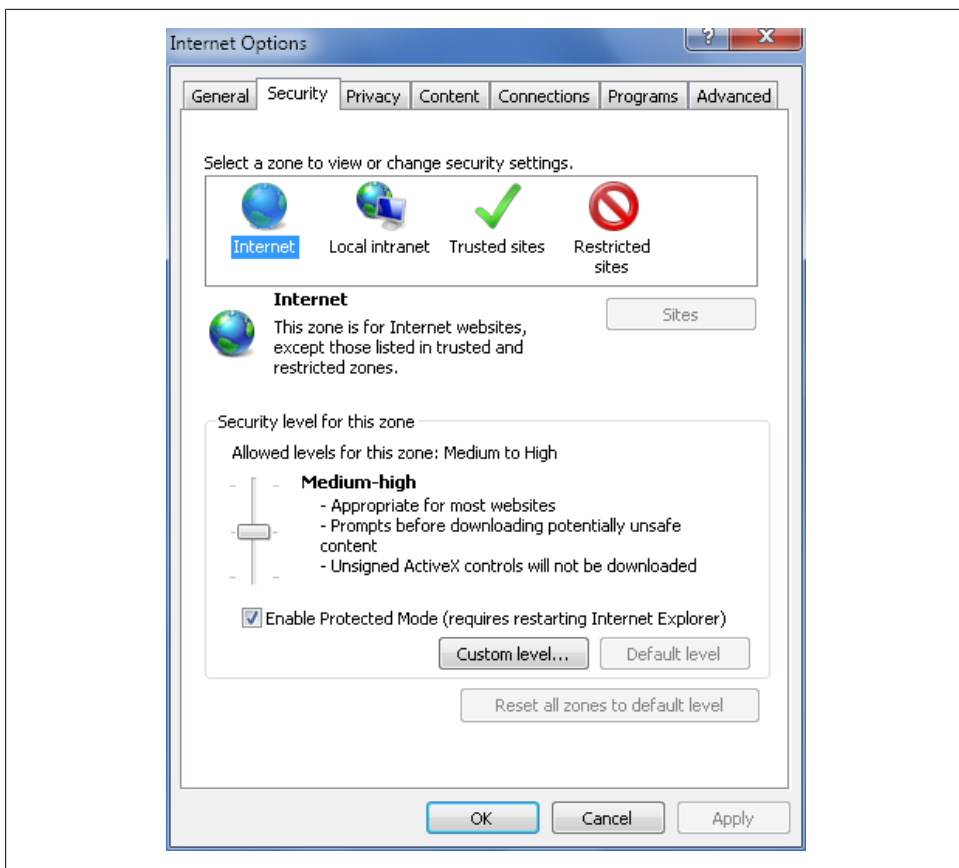 Internet Options
?
X
General Security Privacy Content Connections Programs Advanced
Select a zone to view or change security settings.
Internet Local intranet Trusted sites Restricted
sites
Internet
Sites
This zone is for Internet websites,
except those listed in trusted and
restricted zones.
Security level for this zone
Allowed levels for this zone: Medium to High
Medium-high
- Appropriate for most websites
- Prompts before downloading potentially unsafe
content
- Unsigned ActiveX controls will not be downloaded
Enable Protected Mode (requires restarting Internet Explorer)
Custom level... Default level
Reset all zones to default level
OK Cancel Apply